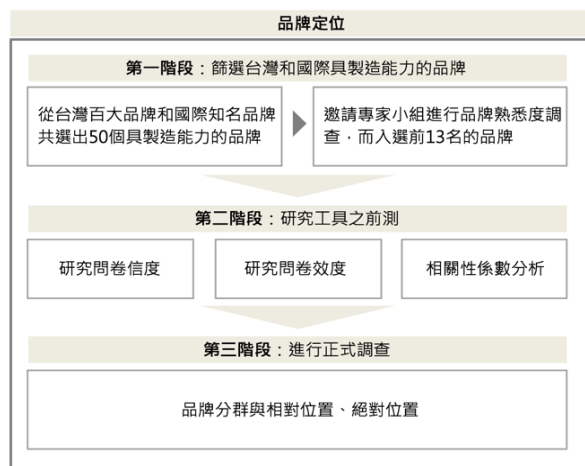 品牌定位
第一階段：篩選台灣和國際具製造能力的品牌
從台灣百大品牌和國際知名品牌
共選出50個具製造能力的品牌
邀請專家小組進行品牌熟悉度調
查，而入選前13名的品牌
第二階段：研究工具之前測
研究問卷信度
研究問卷效度
相關性係數分析
第三階段：進行正式調查
品牌分群與相對位置、絕對位置